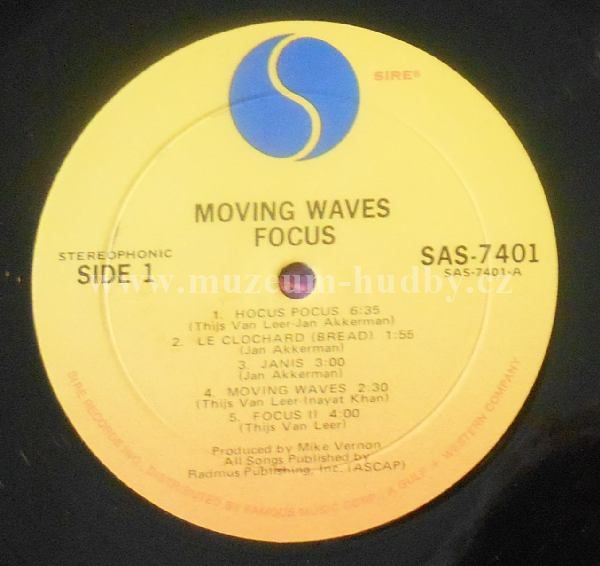 SIRE®
MOVING WAVES
FOCUS
STEREOPHONIC
SIDE 1
SAS-7401
SAS-7401-A
www.muzeum-hudby.cz
1. HOCUS POCUS 6:35
(Thijs Van Leer-Jan Akkerman)
2. LE CLOCHARD (BREAD) 1:55
(Jan Akkerman)
3. JANIS 3:00
(Jan Akkerman)
4. MOVING WAVES 2:30
(Thijs Van Leer-Inayat Khan)
5. FOCUS II 4:00
(Thijs Van Leer)
Produced by Mike Vernon
All Songs Published by
Radmus Publishing, Inc. (ASCAP)
SIRE RECORDS INC., DISTRIBUTED BY FAMOUS MUSIC CORP., A GULF + WESTERN COMPANY